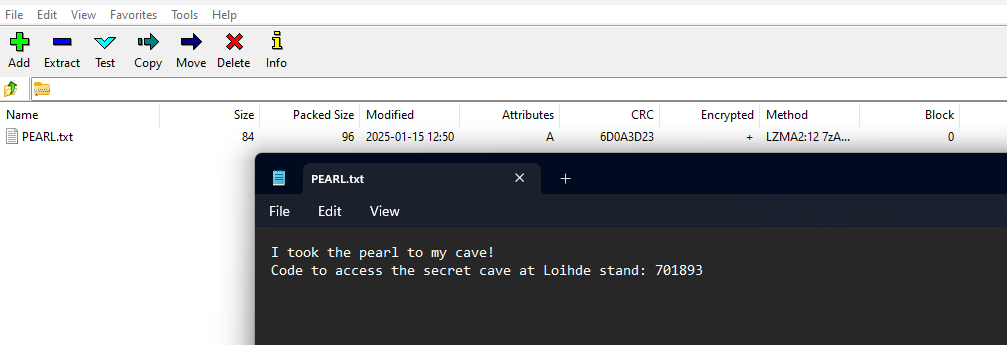 File Edit View Favorites Tools Help
Add Extract Test Copy Move Delete Info
Name Size Packed Size Modified Attributes CRC Encrypted Method Block
PEARL.txt 84 96 2025-01-15 12:50 A 6D0A3D23 + LZMA2:12 7zA... 0
PEARL.txt
File Edit View
I took the pearl to my cave!
Code to access the secret cave at Loihde stand: 701893